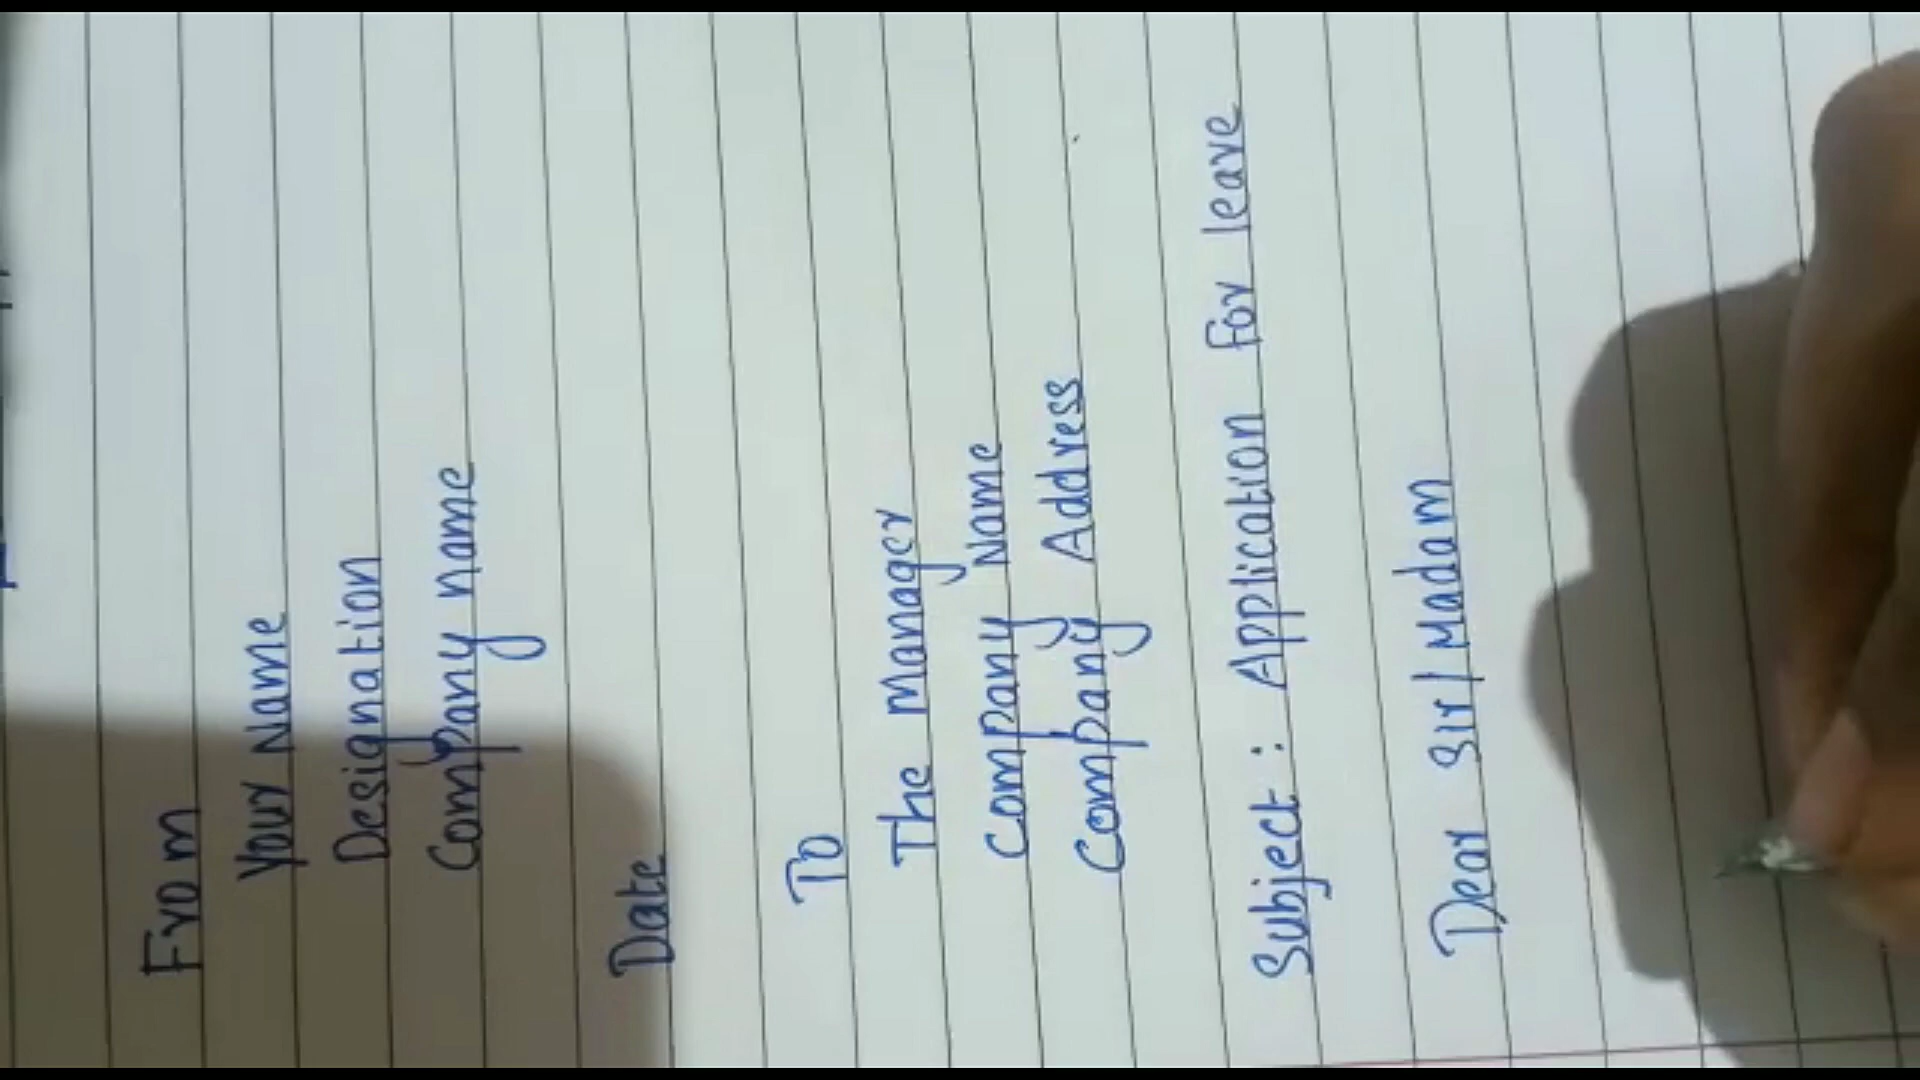 From
Your Name
Designation
Company name
Date
To
The Manager
Company Name
Company Address
Subject : Application For leave
Dear Sir/Madam